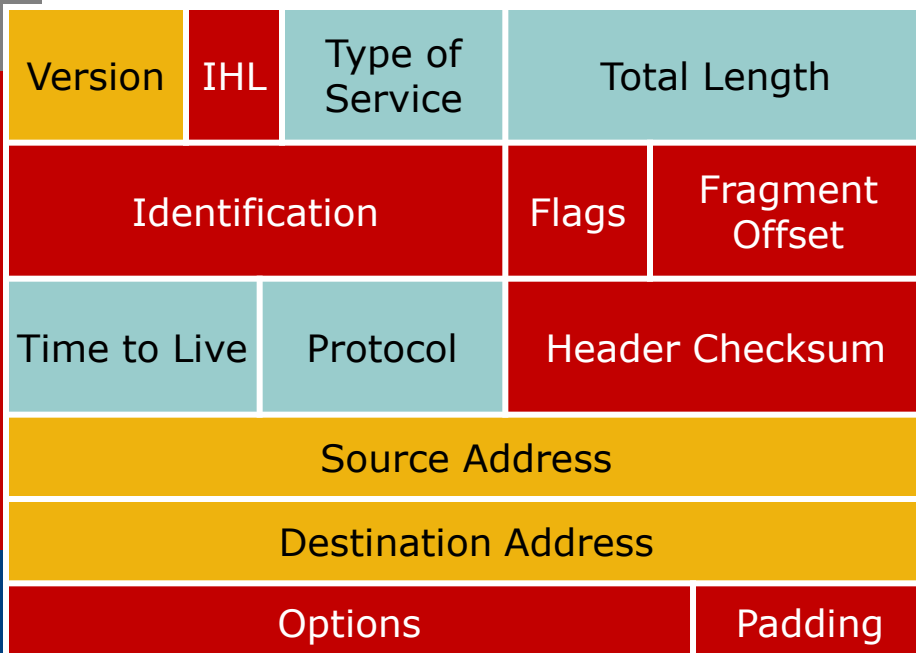 Version
IHL
Type of
Service
Total Length
Identification
Flags
Fragment
Offset
Time to Live
Protocol
Header Checksum
Source Address
Destination Address
Options
Padding